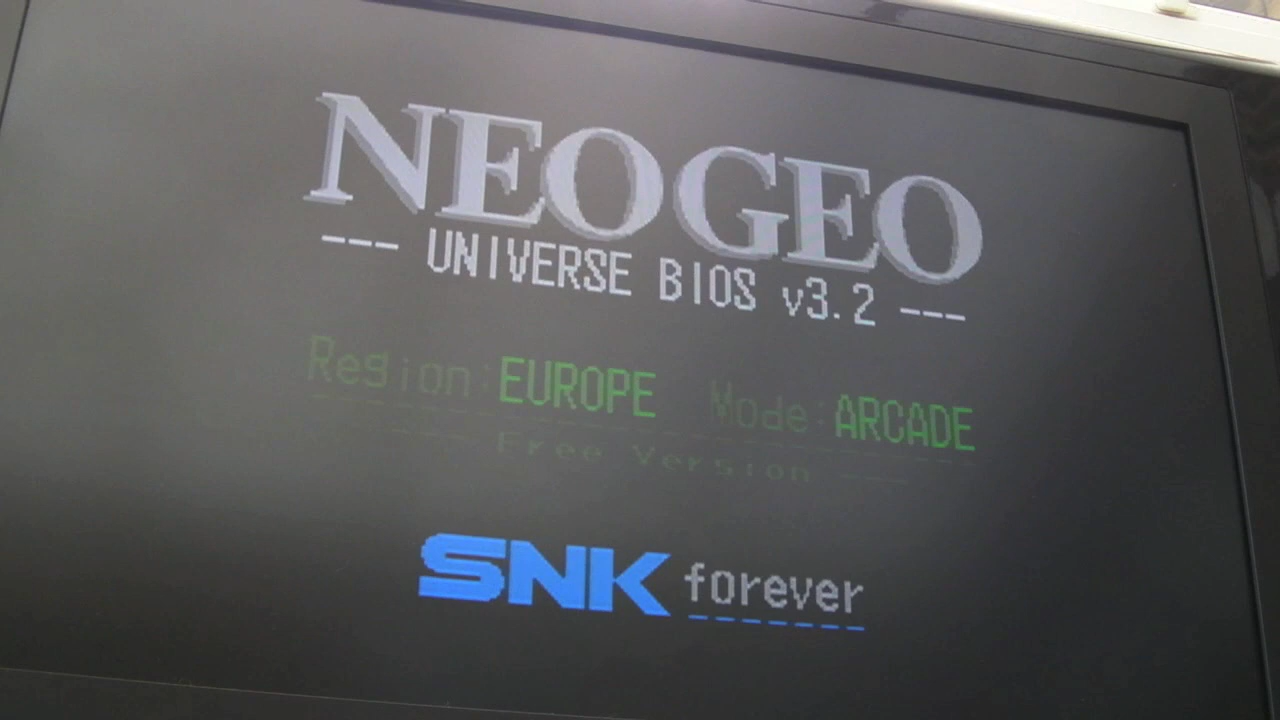 NEOGEO
--- UNIVERSE BIOS v3.2 ---
Region:EUROPE Mode:ARCADE
Free Version
SNK forever